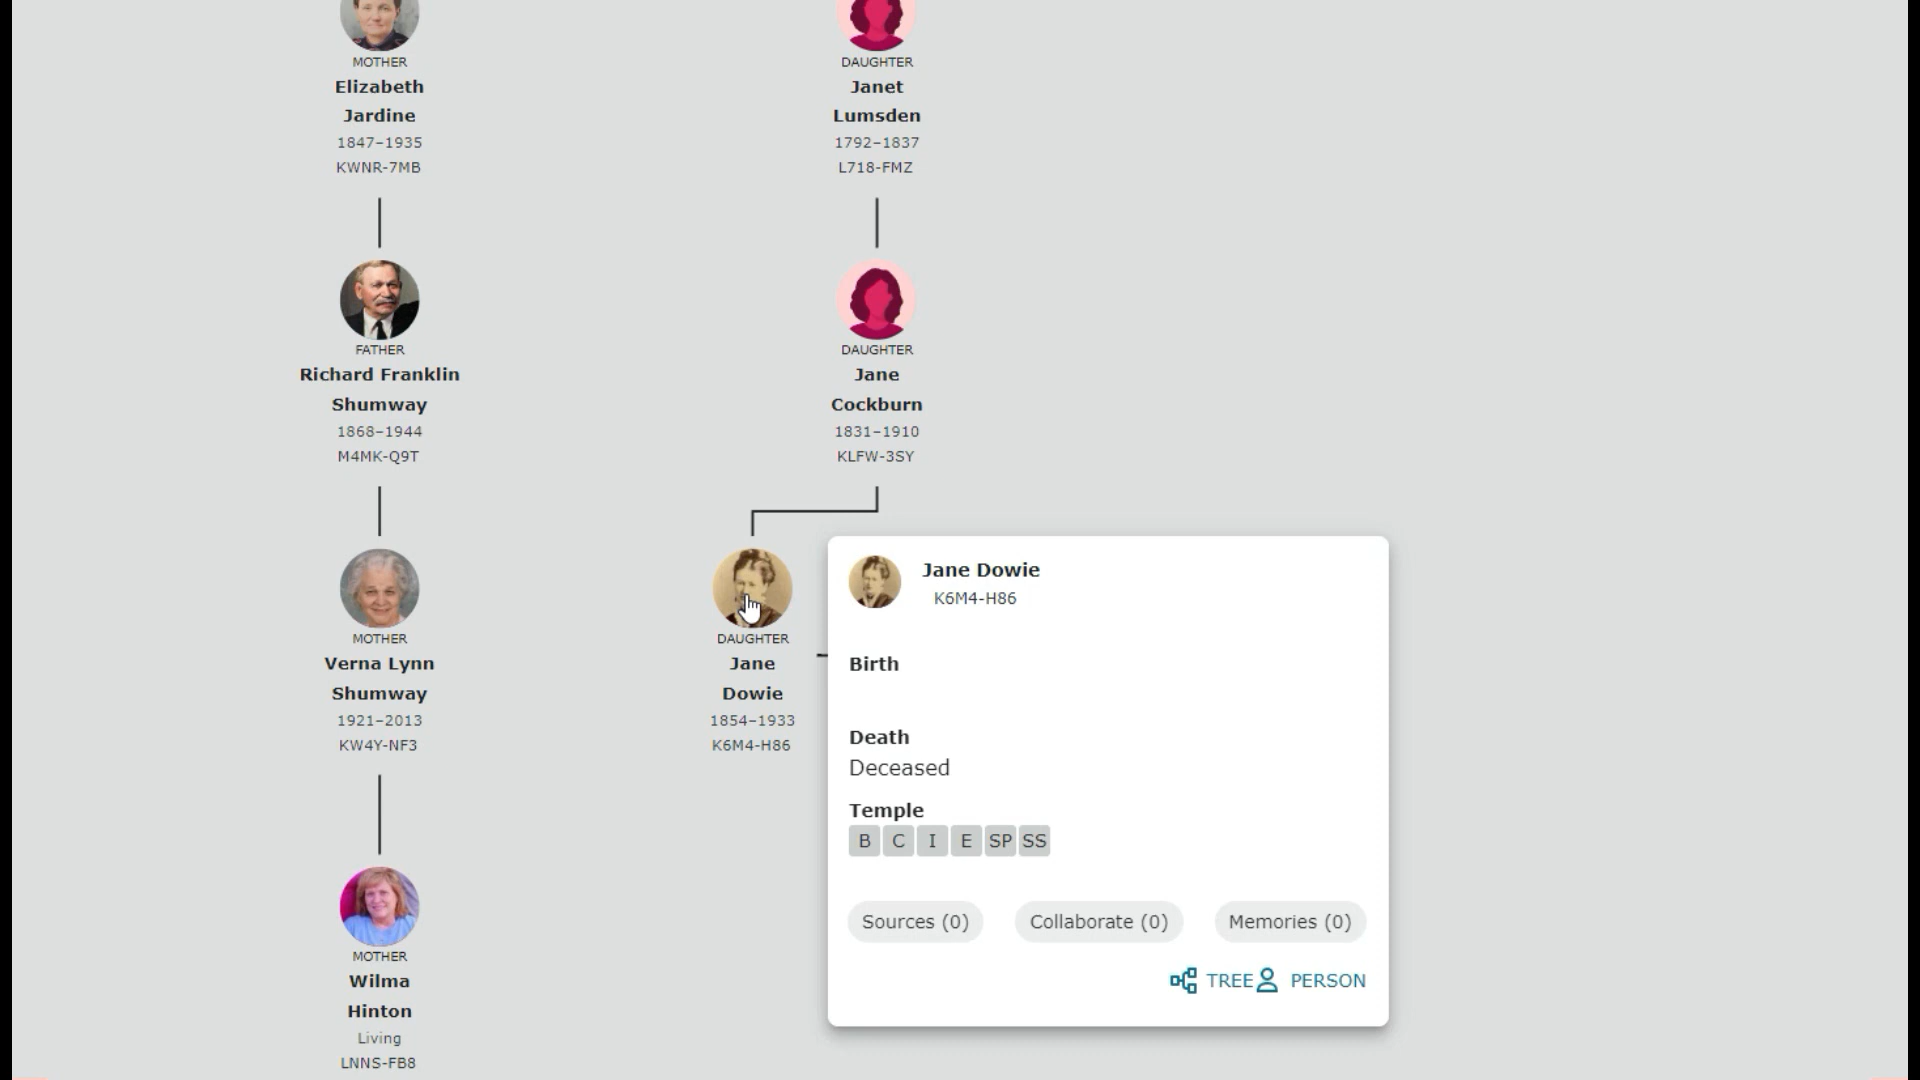 MOTHER
Elizabeth
Jardine
1847–1935
KWNR-7MB
FATHER
Richard Franklin
Shumway
1868–1944
M4MK-Q9T
MOTHER
Verna Lynn
Shumway
1921–2013
KW4Y-NF3
MOTHER
Wilma
Hinton
Living
LNNS-FB8
DAUGHTER
Janet
Lumsden
1792–1837
L718-FMZ
DAUGHTER
Jane
Cockburn
1831–1910
KLFW-3SY
DAUGHTER
Jane
Dowie
1854–1933
K6M4-H86
Jane Dowie
K6M4-H86
Birth
Death
Deceased
Temple
B C I E SP SS
Sources (0) Collaborate (0) Memories (0)
TREE PERSON